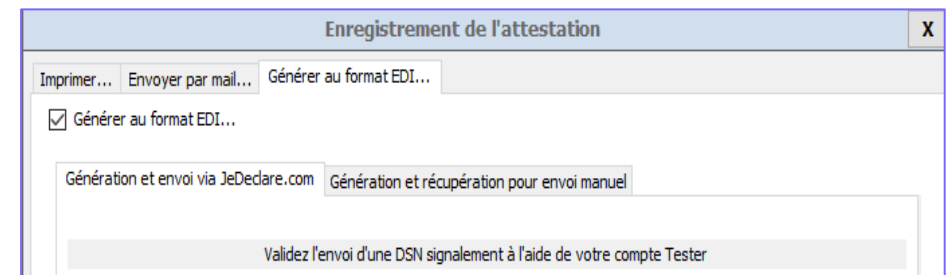 Enregistrement de l'attestation X
Imprimer... Envoyer par mail... Générer au format EDI...
Générer au format EDI...
Génération et envoi via JeDeclare.com Génération et récupération pour envoi manuel
Validez l'envoi d'une DSN signalement à l'aide de votre compte Tester